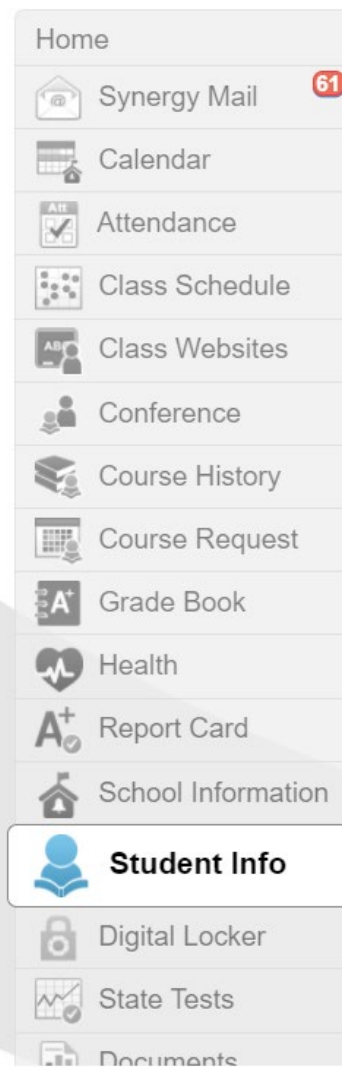 Home
Synergy Mail 61
Calendar
Att
Attendance
Class Schedule
Class Websites
Conference
Course History
Course Request
A+ Grade Book
Health
A+ Report Card
School Information
Student Info
Digital Locker
State Tests
Documents